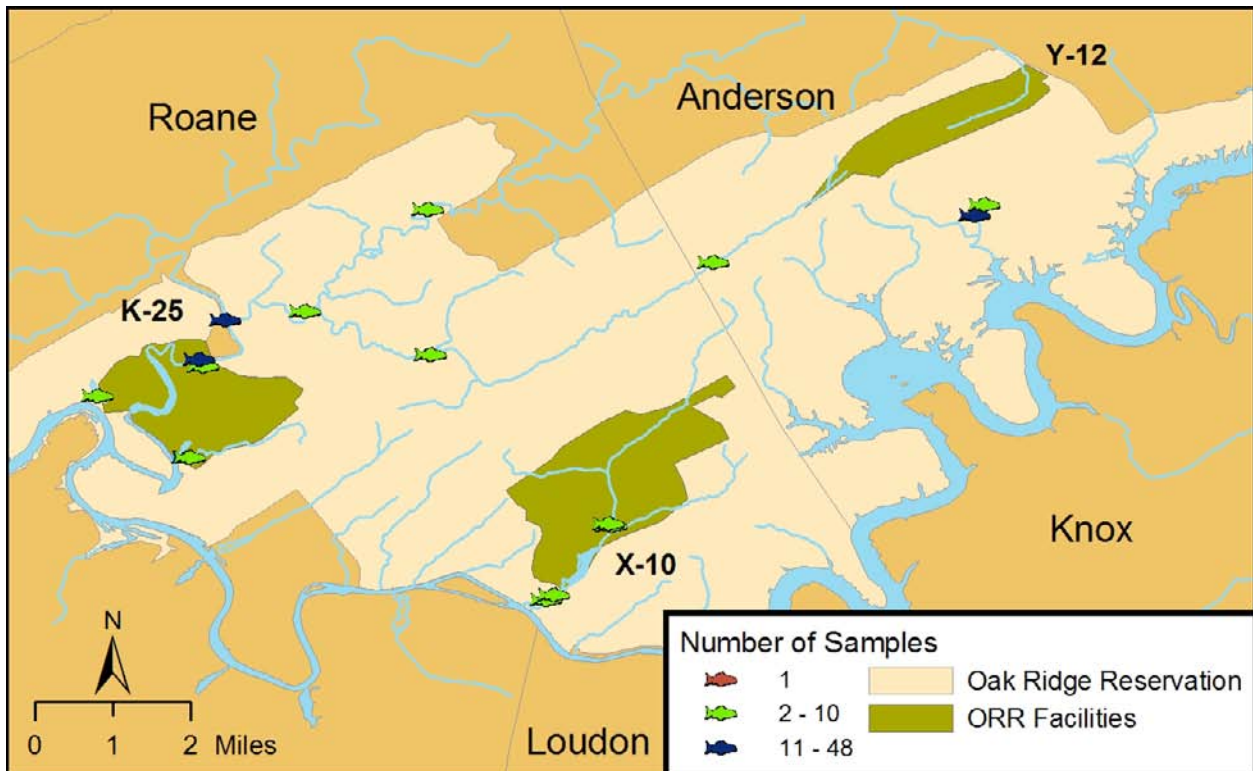 Y-12
Anderson
Roane
K-25
Knox
X-10
N
0 1 2 Miles
Loudon
Number of Samples
1
2 - 10
11 - 48
Oak Ridge Reservation
ORR Facilities